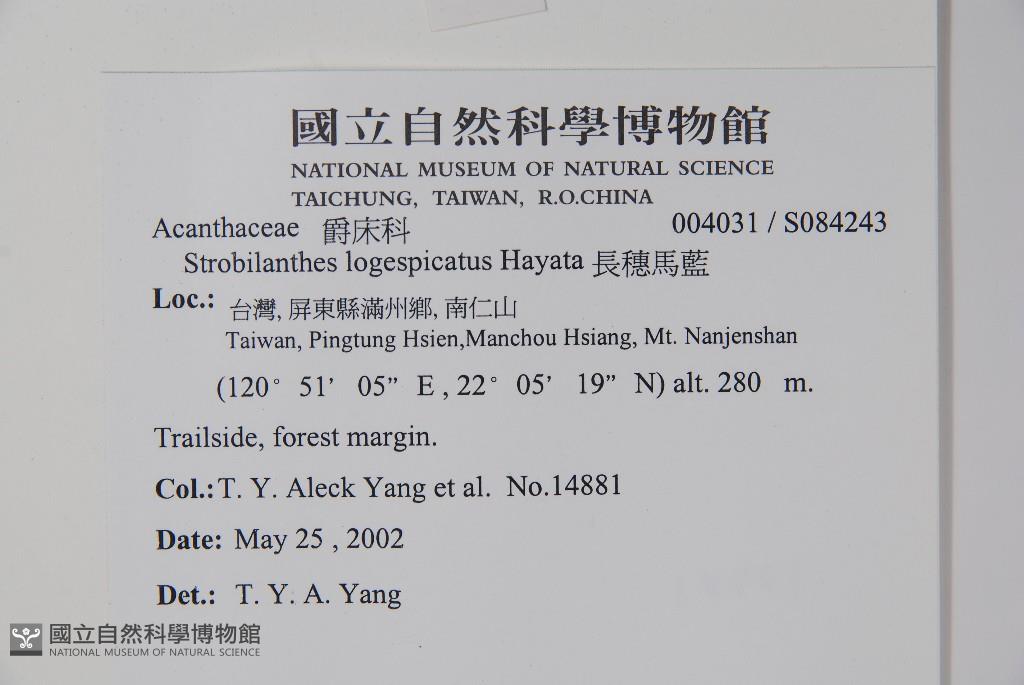 國立自然科學博物館
NATIONAL MUSEUM OF NATURAL SCIENCE
TAICHUNG, TAIWAN, R.O.CHINA
Acanthaceae 爵床科 004031 / S084243
Strobilanthes logespicatus Hayata 長穗馬藍
Loc.: 台灣, 屏東縣滿州鄉, 南仁山
Taiwan, Pingtung Hsien,Manchou Hsiang, Mt. Nanjenshan
(120° 51’ 05” E , 22° 05’ 19” N) alt. 280 m.
Trailside, forest margin.
Col.: T. Y. Aleck Yang et al. No.14881
Date: May 25 , 2002
Det.: T. Y. A. Yang
國立自然科學博物館
NATIONAL MUSEUM OF NATURAL SCIENCE